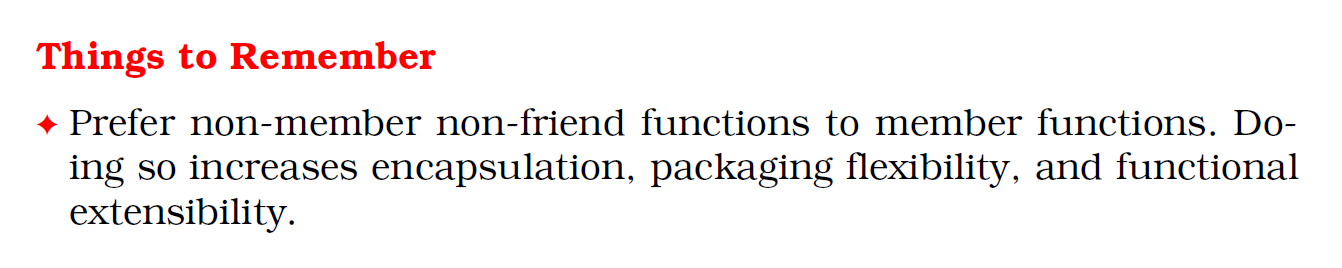 Things to Remember
✦ Prefer non-member non-friend functions to member functions. Do-
ing so increases encapsulation, packaging flexibility, and functional
extensibility.